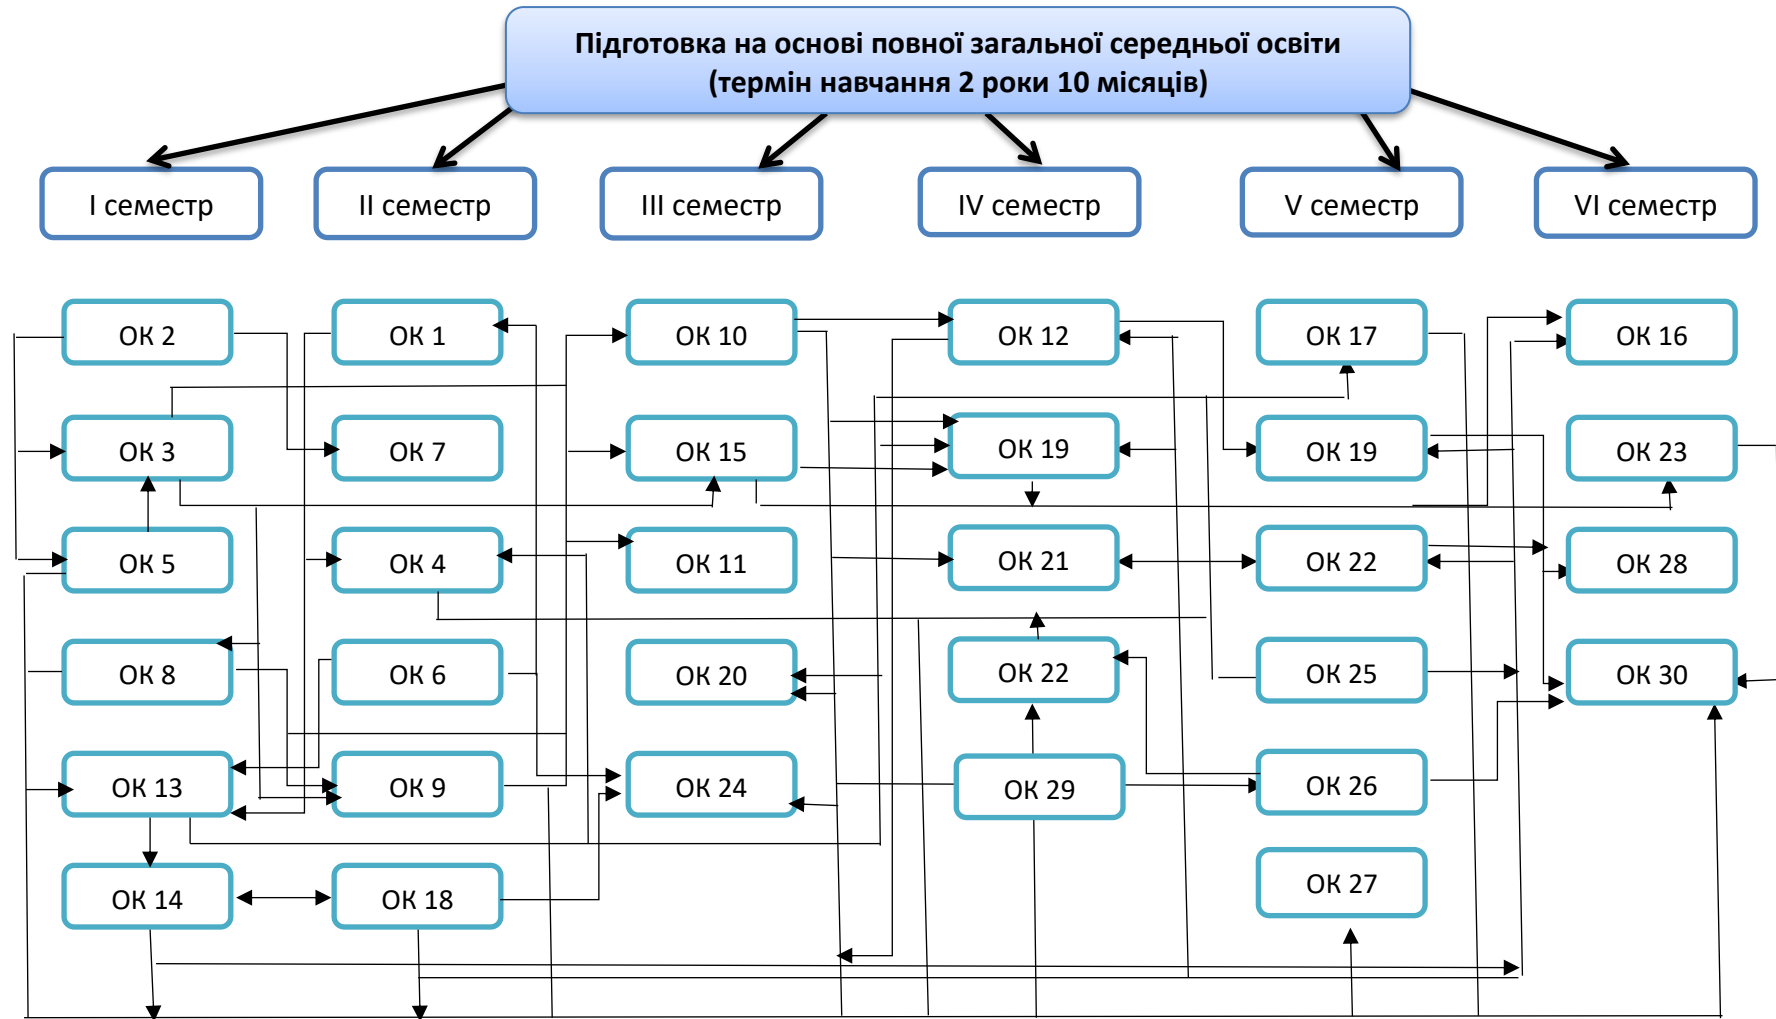 Підготовка на основі повної загальної середньої освіти
(термін навчання 2 роки 10 місяців)
I семестр
II семестр
III семестр
IV семестр
V семестр
VI семестр
ОК 2
ОК 1
ОК 10
ОК 12
ОК 17
ОК 16
ОК 3
ОК 7
ОК 15
ОК 19
ОК 19
ОК 23
ОК 5
ОК 4
ОК 11
ОК 21
ОК 22
ОК 28
ОК 8
ОК 6
ОК 20
ОК 22
ОК 25
ОК 30
ОК 13
ОК 9
ОК 24
ОК 29
ОК 26
ОК 14
ОК 18
ОК 27